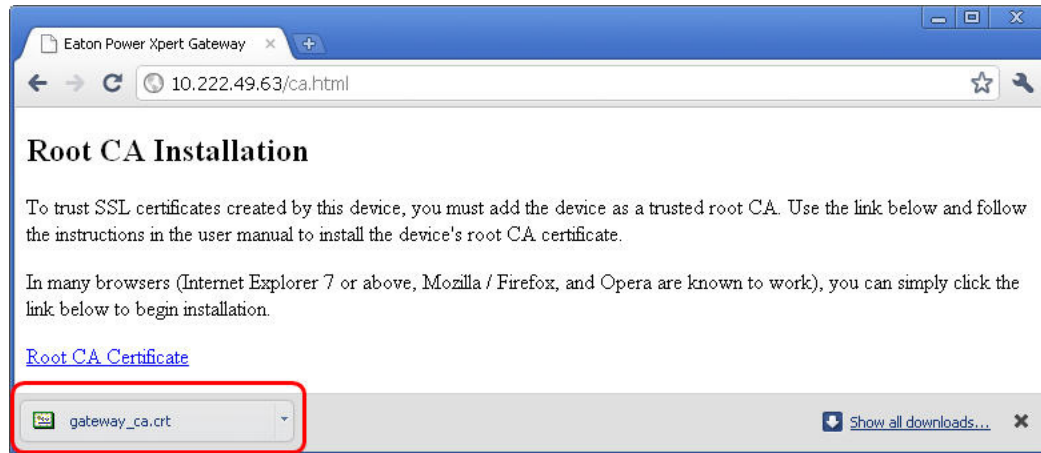 Eaton Power Xpert Gateway
10.222.49.63/ca.html
Root CA Installation
To trust SSL certificates created by this device, you must add the device as a trusted root CA. Use the link below and follow
the instructions in the user manual to install the device's root CA certificate.
In many browsers (Internet Explorer 7 or above, Mozilla / Firefox, and Opera are known to work), you can simply click the
link below to begin installation.
Root CA Certificate
gateway_ca.crt
Show all downloads...